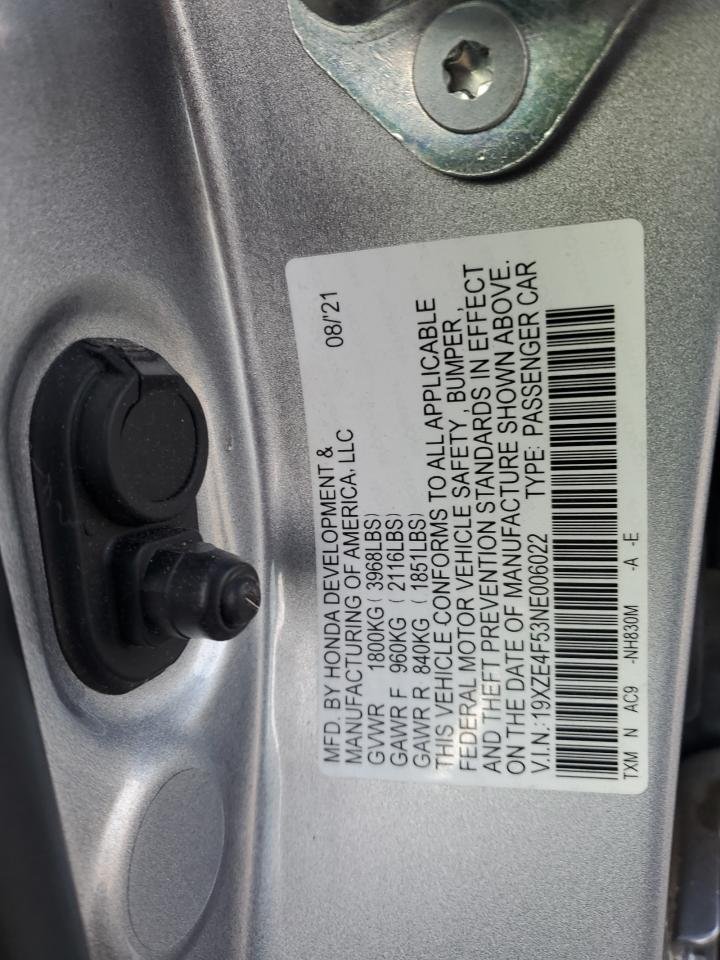 MFD. BY HONDA DEVELOPMENT & 08/'21
MANUFACTURING OF AMERICA, LLC
GVWR 1800KG ( 3968LBS)
GAWR F 960KG ( 2116LBS)
GAWR R 840KG ( 1851LBS)
THIS VEHICLE CONFORMS TO ALL APPLICABLE
FEDERAL MOTOR VEHICLE SAFETY , BUMPER ,
AND THEFT PREVENTION STANDARDS IN EFFECT
ON THE DATE OF MANUFACTURE SHOWN ABOVE.
V.I.N.: 19XZE4F53NE006022 TYPE: PASSENGER CAR
TXM N AC9 -NH830M -A -E